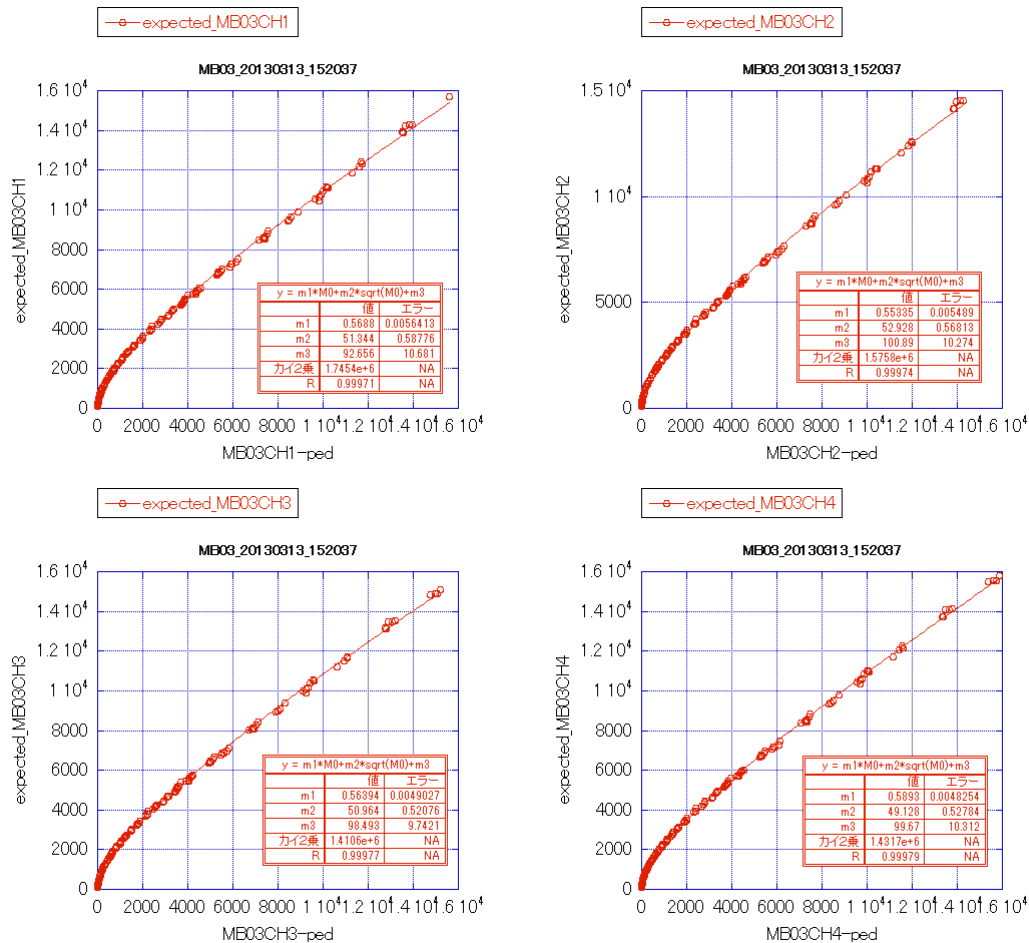 expected_MB03CH1
MB03_20130313_152037
expected_MB03CH1
1.6 10⁴
1.4 10⁴
1.2 10⁴
1 10⁴
8000
6000
4000
2000
0
y = m1*M0+m2*sqrt(M0)+m3
値 エラー
m1 0.5688 0.0056413
m2 51.344 0.58776
m3 92.656 10.681
カイ2乗 1.7454e+6 NA
R 0.99971 NA
0 2000 4000 6000 8000 1 10⁴ 1.2 10⁴ 1.4 10⁴ 1.6 10⁴
MB03CH1-ped
expected_MB03CH2
MB03_20130313_152037
expected_MB03CH2
1.5 10⁴
1 10⁴
5000
0
y = m1*M0+m2*sqrt(M0)+m3
値 エラー
m1 0.55335 0.005489
m2 52.928 0.56813
m3 100.89 10.274
カイ2乗 1.5758e+6 NA
R 0.99974 NA
0 2000 4000 6000 8000 1 10⁴ 1.2 10⁴ 1.4 10⁴ 1.6 10⁴
MB03CH2-ped
expected_MB03CH3
MB03_20130313_152037
expected_MB03CH3
1.6 10⁴
1.4 10⁴
1.2 10⁴
1 10⁴
8000
6000
4000
2000
0
y = m1*M0+m2*sqrt(M0)+m3
値 エラー
m1 0.56394 0.0049027
m2 50.964 0.52076
m3 98.493 9.7421
カイ2乗 1.4106e+6 NA
R 0.99977 NA
0 2000 4000 6000 8000 1 10⁴ 1.2 10⁴ 1.4 10⁴ 1.6 10⁴
MB03CH3-ped
expected_MB03CH4
MB03_20130313_152037
expected_MB03CH4
1.6 10⁴
1.4 10⁴
1.2 10⁴
1 10⁴
8000
6000
4000
2000
0
y = m1*M0+m2*sqrt(M0)+m3
値 エラー
m1 0.5893 0.0048254
m2 49.128 0.52784
m3 99.67 10.312
カイ2乗 1.4317e+6 NA
R 0.99979 NA
0 2000 4000 6000 8000 1 10⁴ 1.2 10⁴ 1.4 10⁴ 1.6 10⁴
MB03CH4-ped